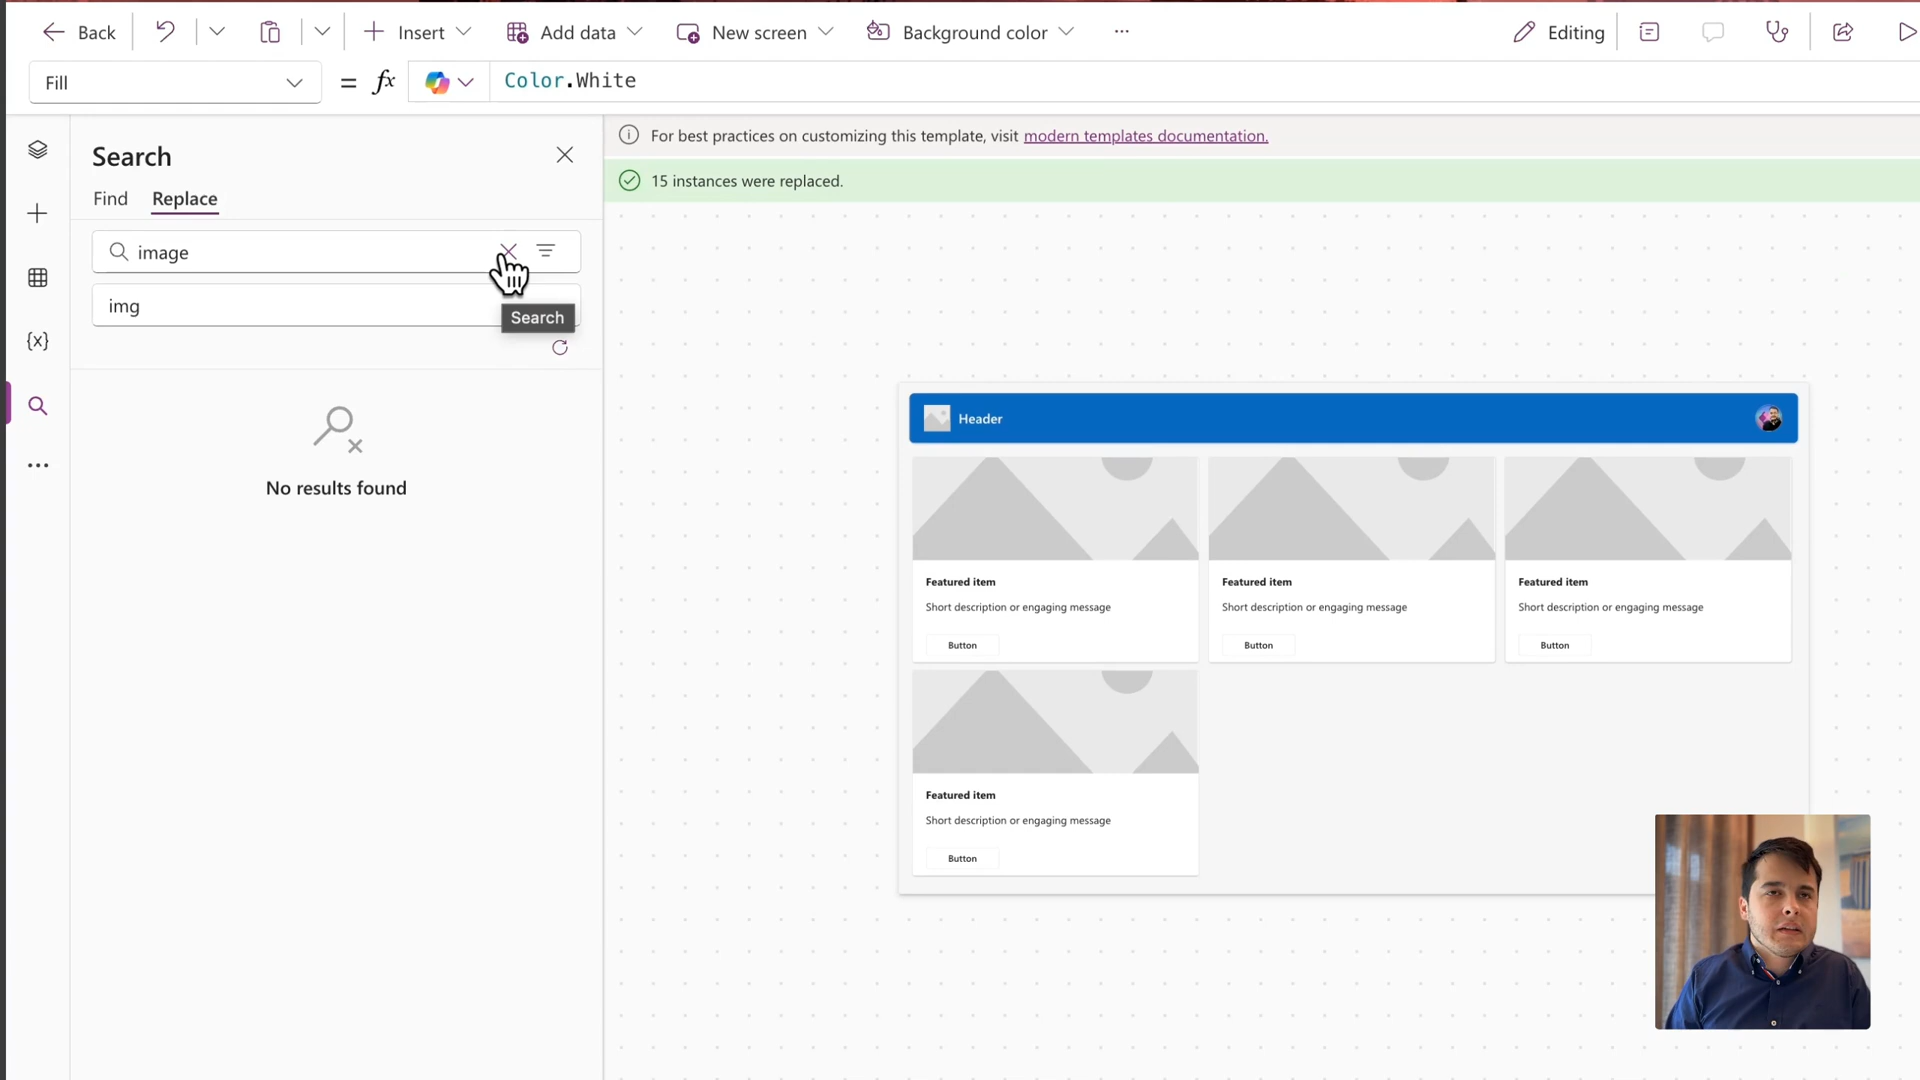 Back
Insert
Add data
New screen
Background color
...
Editing
Fill
= fx
Color.White
Search
Find
Replace
image
img
Search
No results found
For best practices on customizing this template, visit modern templates documentation.
15 instances were replaced.
Header
Featured item
Short description or engaging message
Button
Featured item
Short description or engaging message
Button
Featured item
Short description or engaging message
Button
Featured item
Short description or engaging message
Button